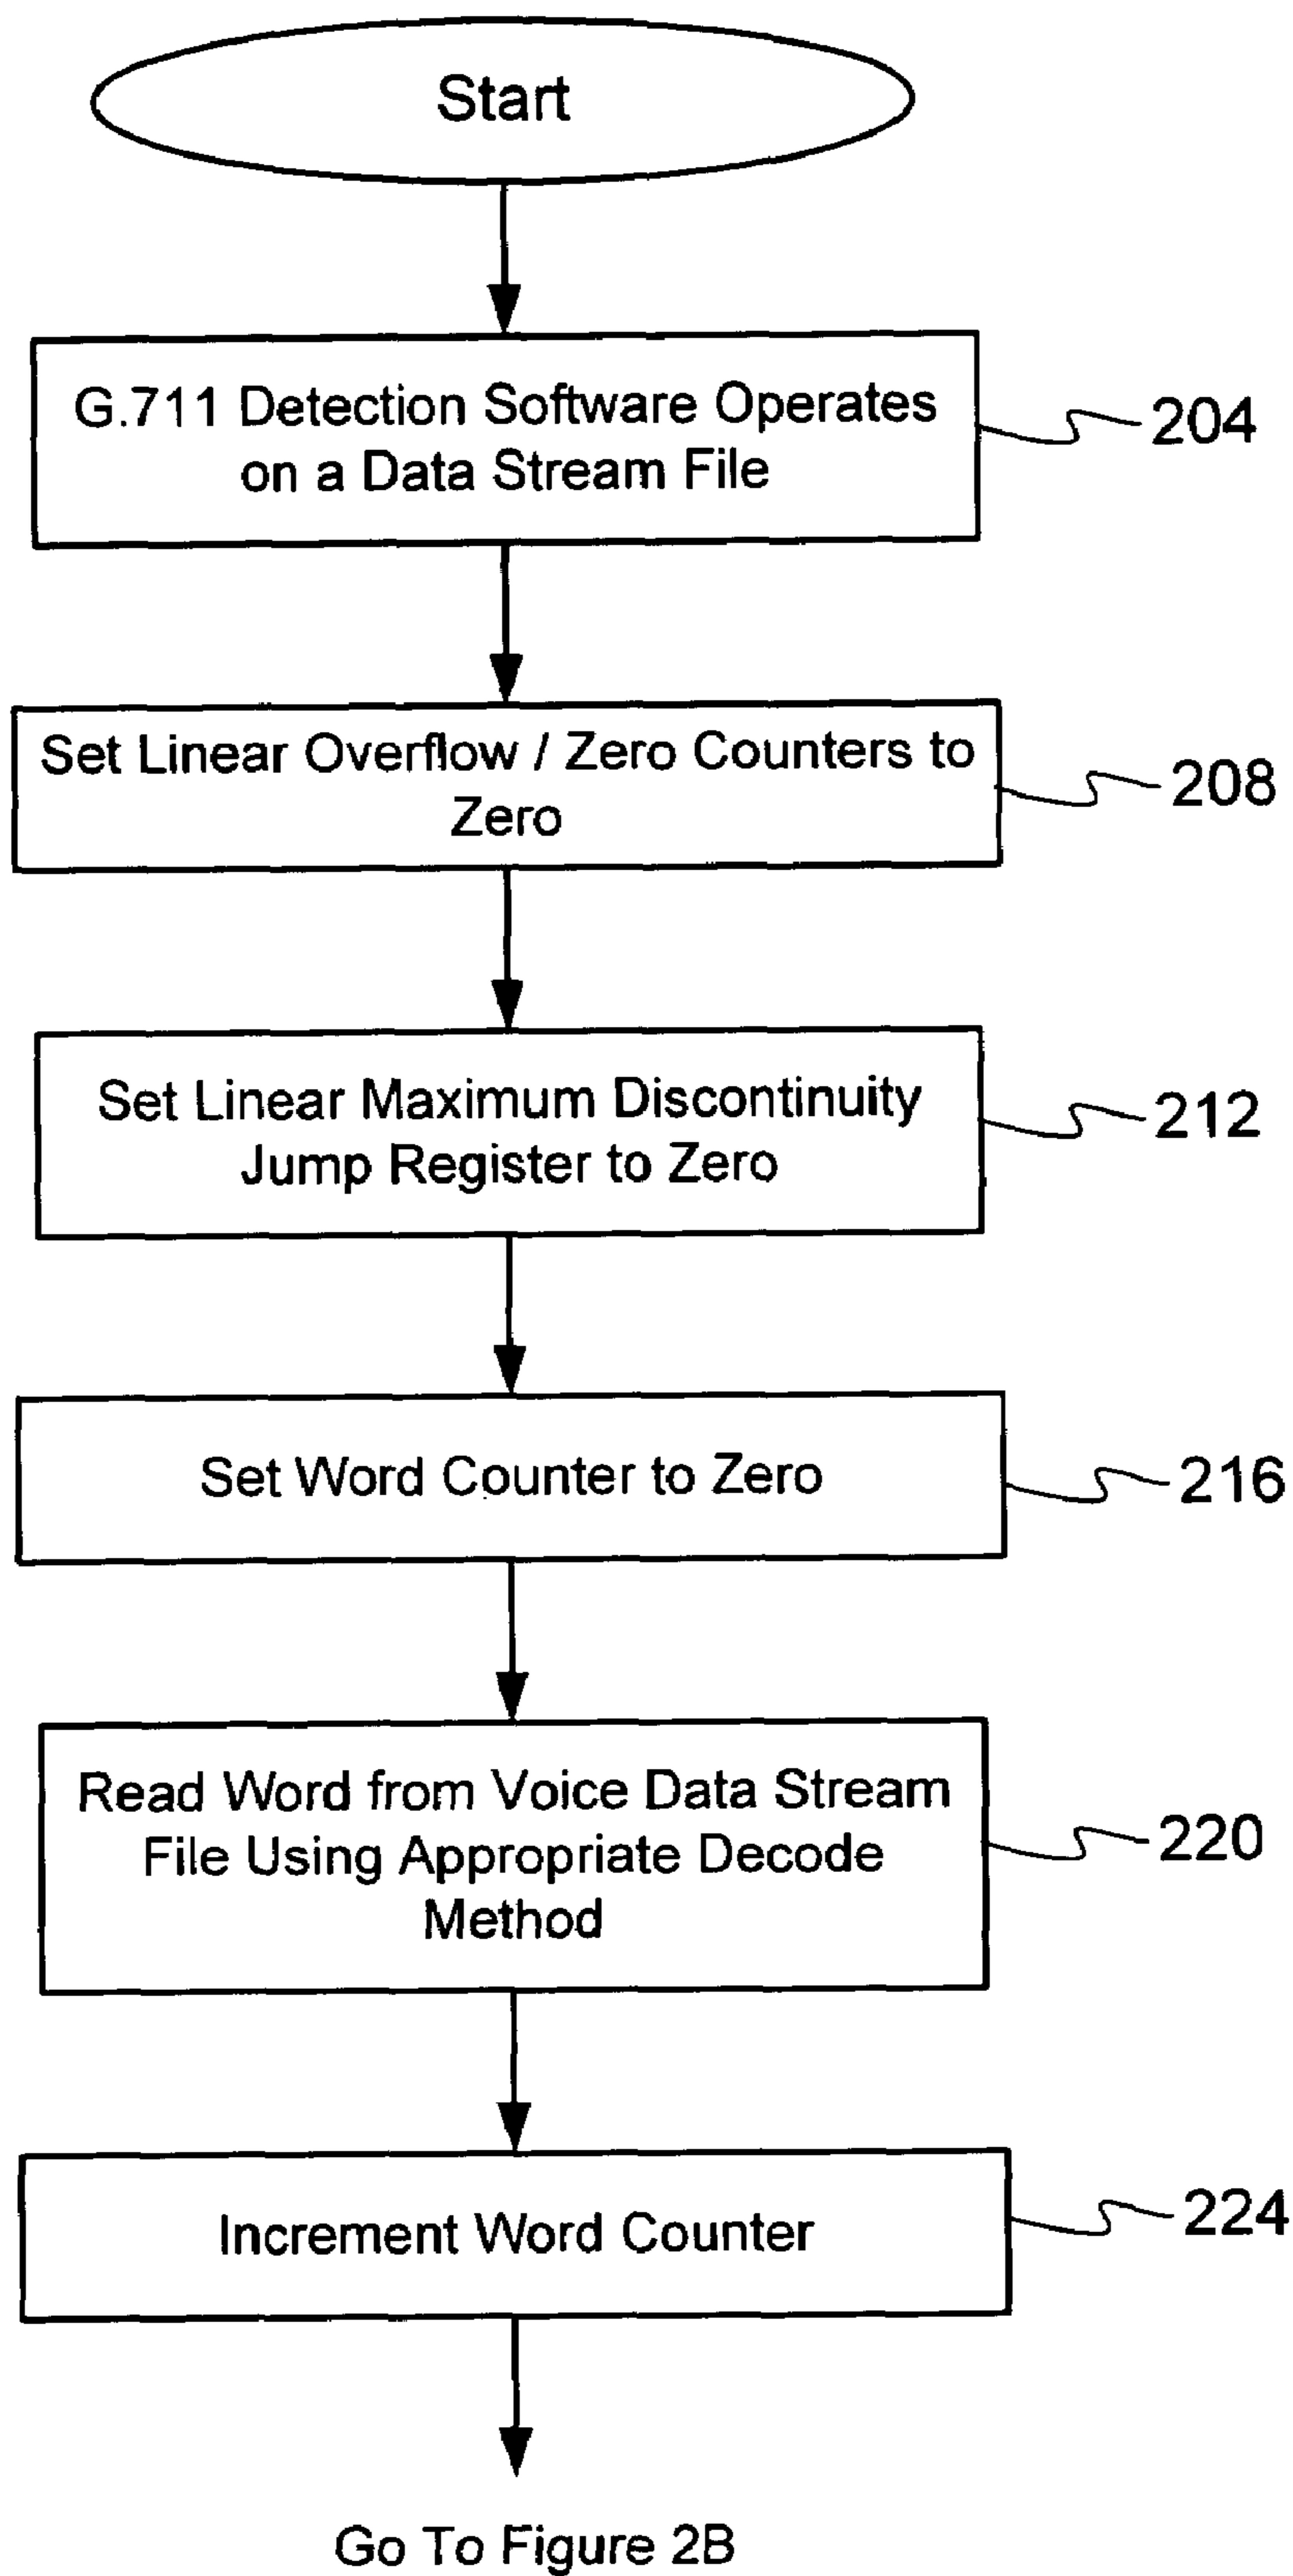 Start
G.711 Detection Software Operates
on a Data Stream File
204
Set Linear Overflow / Zero Counters to
Zero
208
Set Linear Maximum Discontinuity
Jump Register to Zero
212
Set Word Counter to Zero
216
Read Word from Voice Data Stream
File Using Appropriate Decode
Method
220
Increment Word Counter
224
Go To Figure 2B